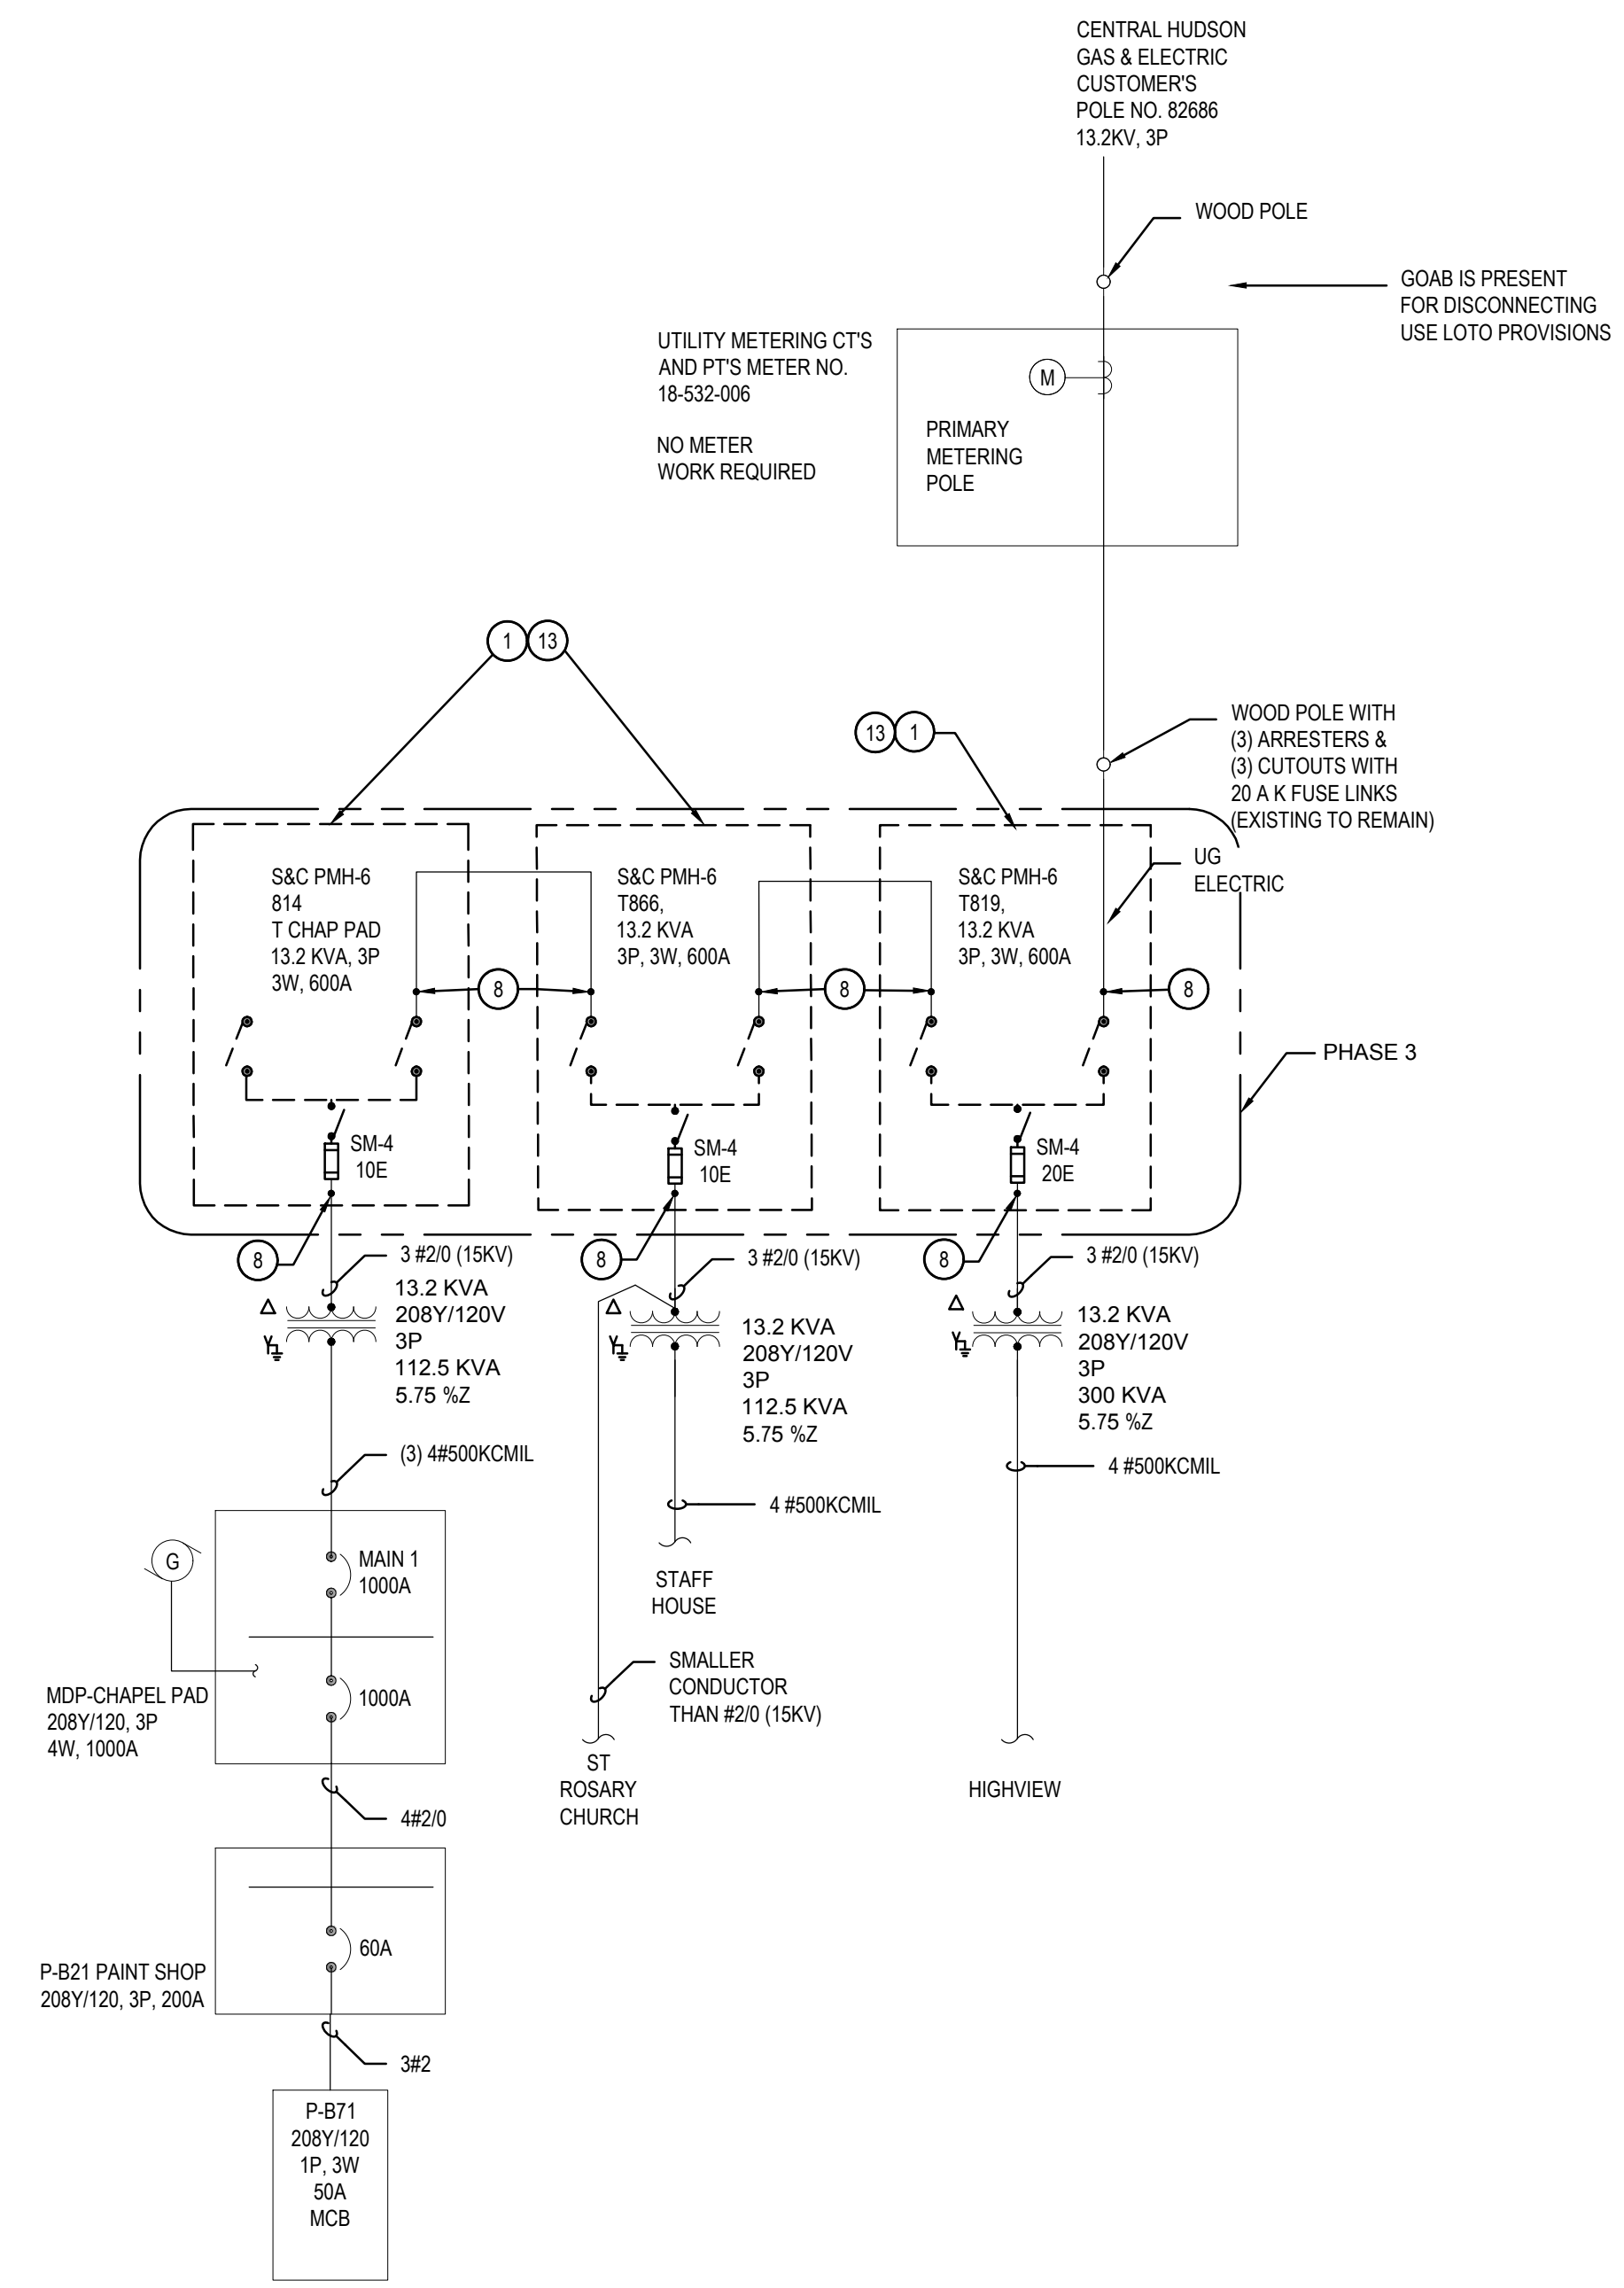 CENTRAL HUDSON
GAS & ELECTRIC
CUSTOMER'S
POLE NO. 82686
13.2KV, 3P
WOOD POLE
GOAB IS PRESENT
FOR DISCONNECTING
USE LOTO PROVISIONS
UTILITY METERING CT'S
AND PT'S METER NO.
18-532-006
NO METER
WORK REQUIRED
M
PRIMARY
METERING
POLE
1
13
13
1
WOOD POLE WITH
(3) ARRESTERS &
(3) CUTOUTS WITH
20 A K FUSE LINKS
(EXISTING TO REMAIN)
UG
ELECTRIC
S&C PMH-6
814
T CHAP PAD
13.2 KVA, 3P
3W, 600A
S&C PMH-6
T866,
13.2 KVA
3P, 3W, 600A
S&C PMH-6
T819,
13.2 KVA
3P, 3W, 600A
8
8
8
PHASE 3
SM-4
10E
SM-4
10E
SM-4
20E
8
8
8
3 #2/0 (15KV)
13.2 KVA
208Y/120V
3P
112.5 KVA
5.75 %Z
3 #2/0 (15KV)
13.2 KVA
208Y/120V
3P
112.5 KVA
5.75 %Z
3 #2/0 (15KV)
13.2 KVA
208Y/120V
3P
300 KVA
5.75 %Z
Δ
Y
Δ
Y
Δ
Y
(3) 4#500KCMIL
4 #500KCMIL
4 #500KCMIL
G
MAIN 1
1000A
1000A
MDP-CHAPEL PAD
208Y/120, 3P
4W, 1000A
STAFF
HOUSE
SMALLER
CONDUCTOR
THAN #2/0 (15KV)
ST
ROSARY
CHURCH
HIGHVIEW
4#2/0
60A
P-B21 PAINT SHOP
208Y/120, 3P, 200A
3#2
P-B71
208Y/120
1P, 3W
50A
MCB